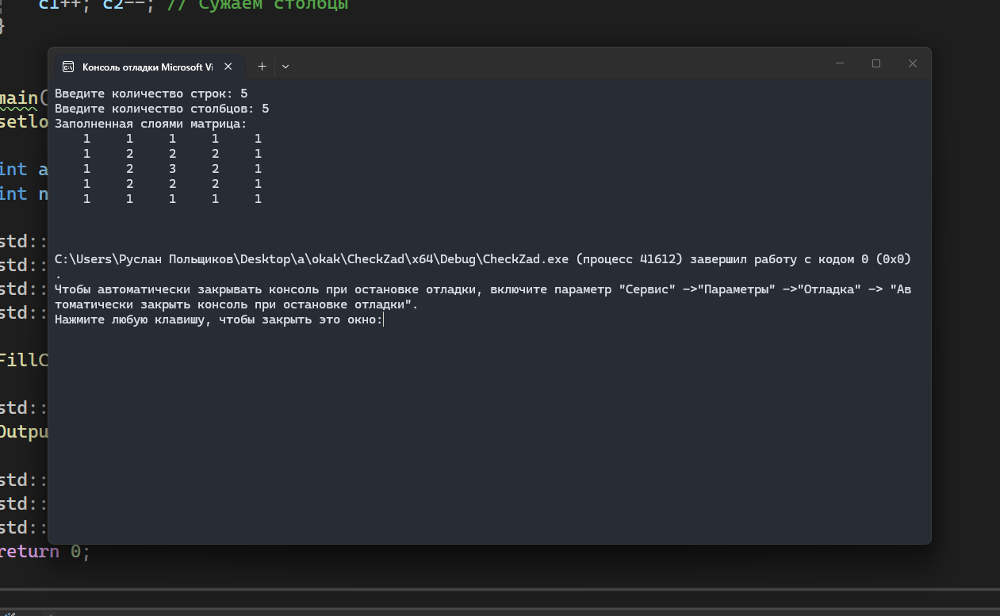 c1++; c2--; // Сужаем столбцы
}
Консоль отладки Microsoft Vi
main(
setlo
Введите количество строк: 5
Введите количество столбцов: 5
Заполненная слоями матрица:
1 1 1 1 1
1 2 2 2 1
1 2 3 2 1
1 2 2 2 1
1 1 1 1 1
int a
int n
std::
std::
std::
std::
C:\Users\Руслан Польщиков\Desktop\a\okak\CheckZad\x64\Debug\CheckZad.exe (процесс 41612) завершил работу с кодом 0 (0x0)
.
Чтобы автоматически закрывать консоль при остановке отладки, включите параметр "Сервис" ->"Параметры" ->"Отладка" -> "Ав
томатически закрыть консоль при остановке отладки".
Нажмите любую клавишу, чтобы закрыть это окно:
FillC
std::
Outpu
std::
std::
std::
return 0;